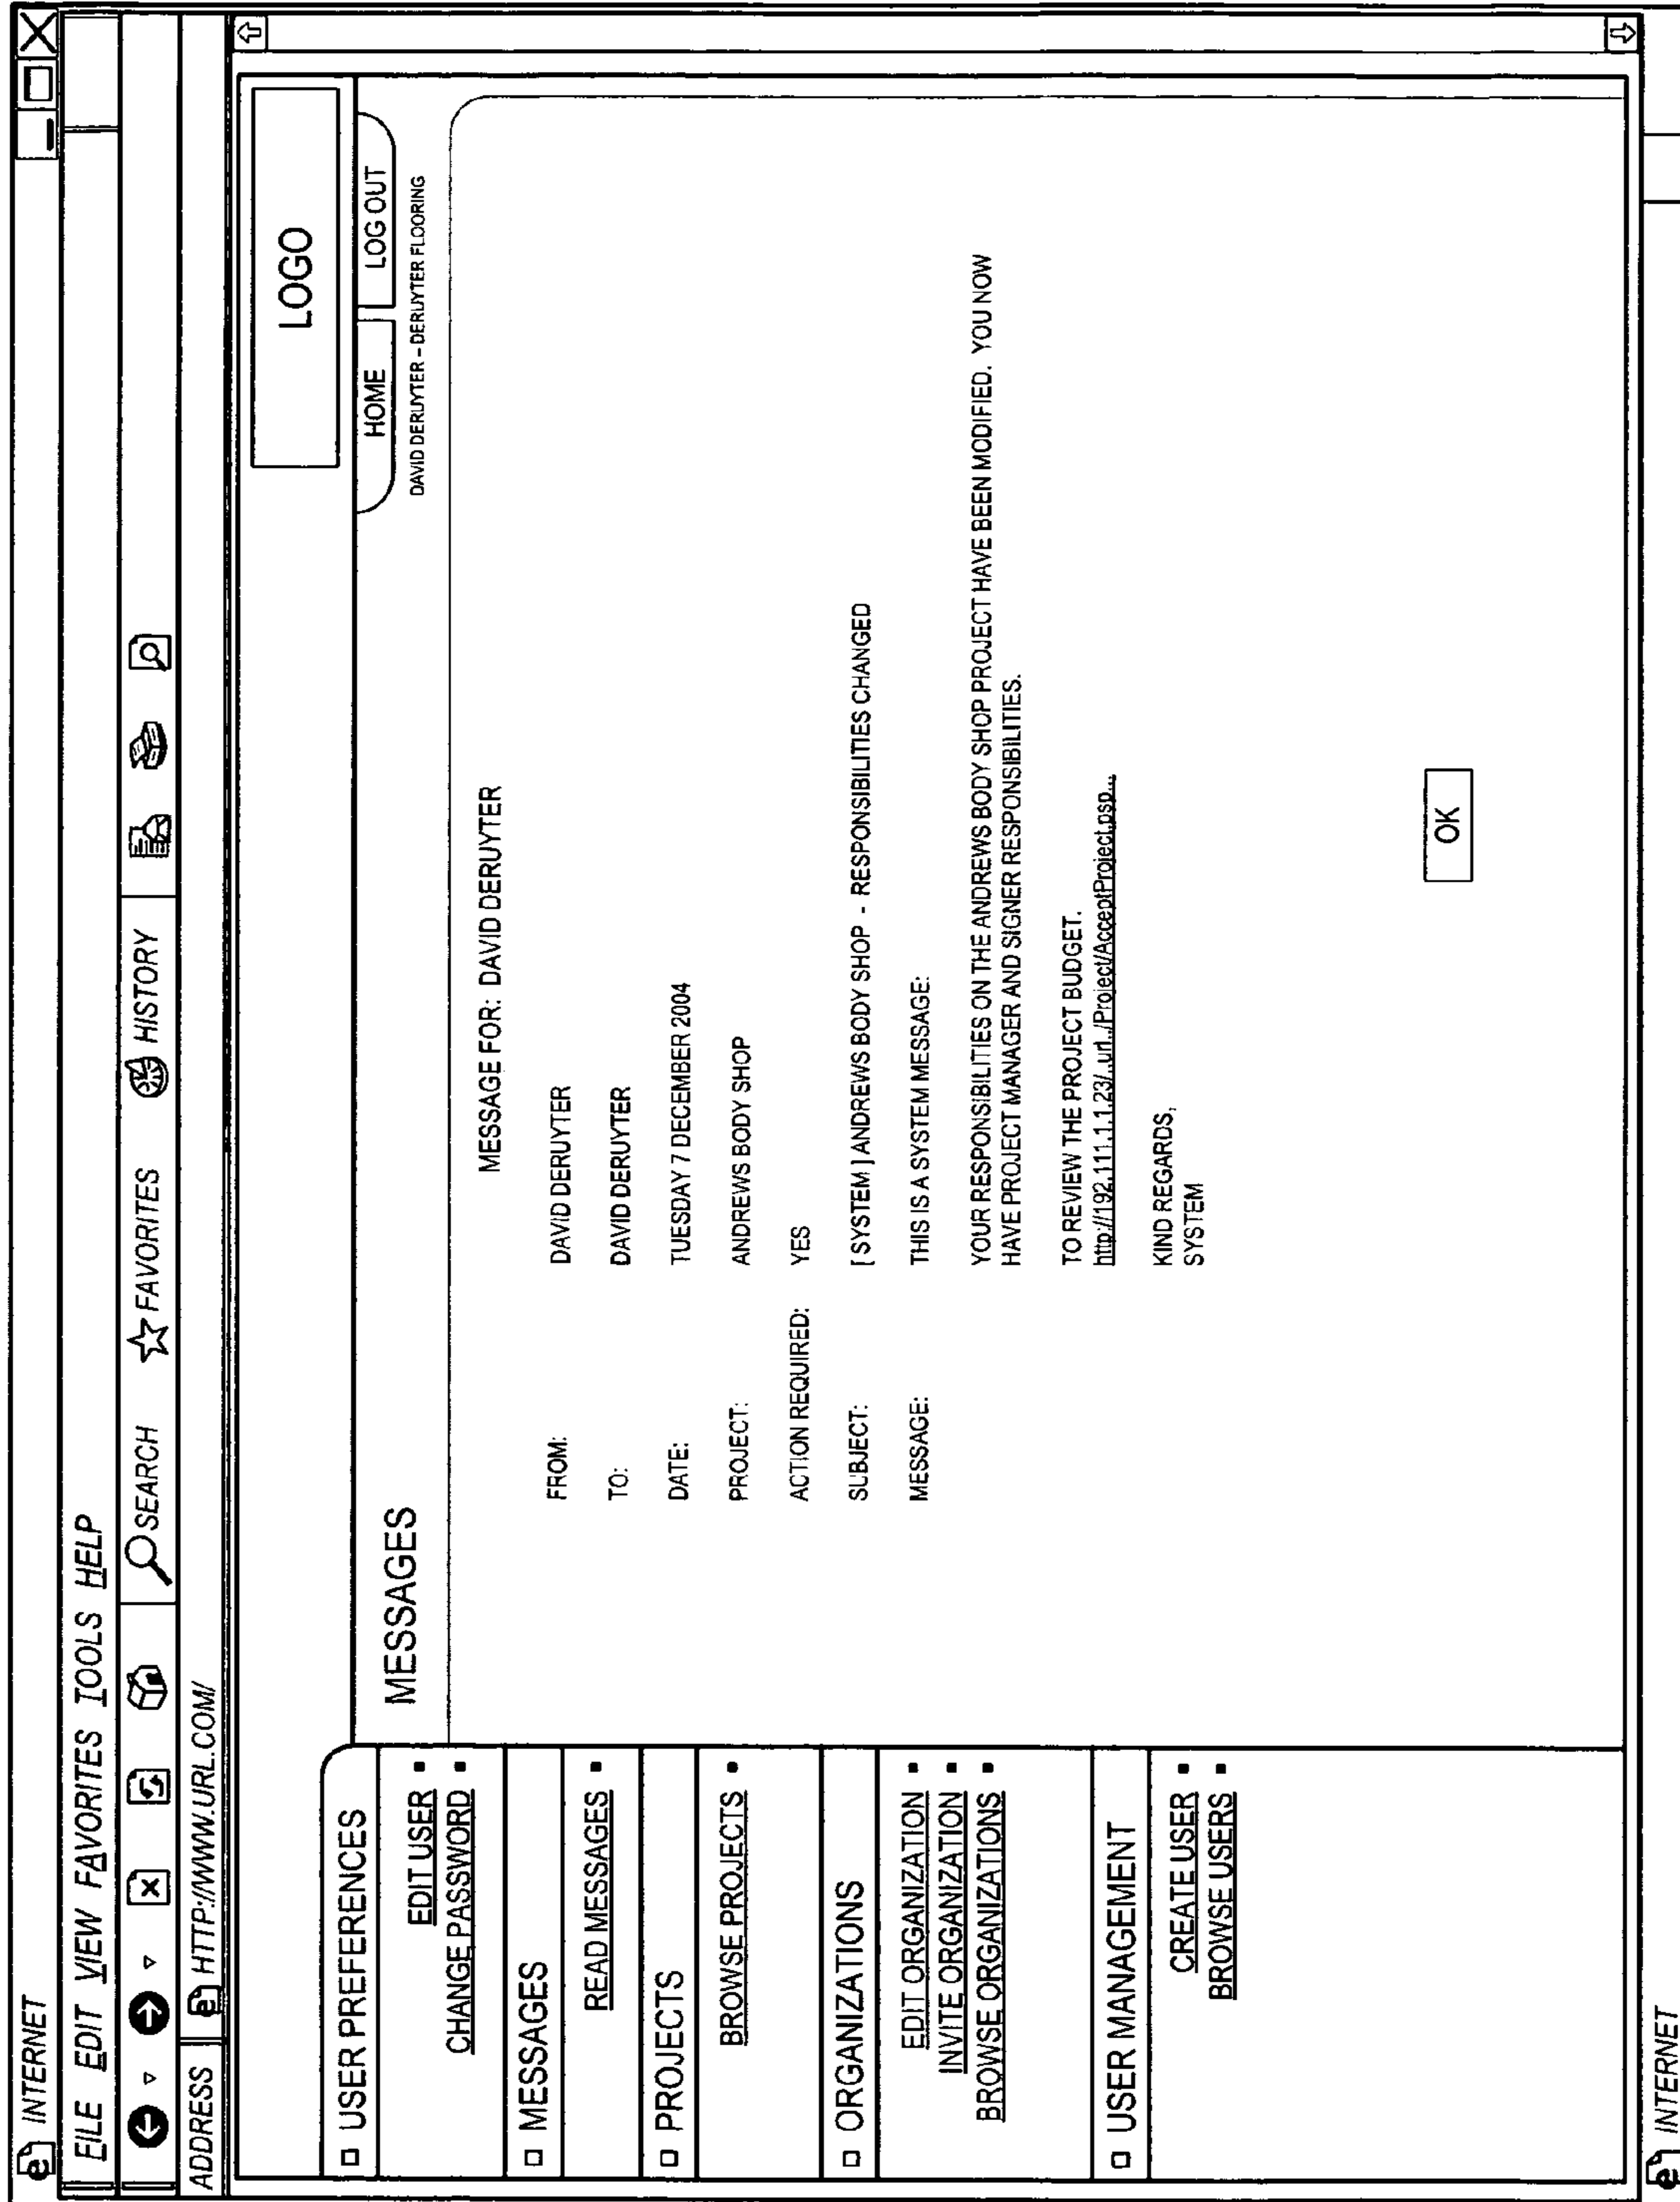 INTERNET
FILE EDIT VIEW FAVORITES TOOLS HELP
SEARCH FAVORITES HISTORY
ADDRESS HTTP://WWW.URL.COM/
LOGO
HOME LOG OUT
DAVID DERUYTER – DERUYTER FLOORING
USER PREFERENCES
EDIT USER
CHANGE PASSWORD
MESSAGES
READ MESSAGES
PROJECTS
BROWSE PROJECTS
ORGANIZATIONS
EDIT ORGANIZATION
INVITE ORGANIZATION
BROWSE ORGANIZATIONS
USER MANAGEMENT
CREATE USER
BROWSE USERS
MESSAGES
MESSAGE FOR: DAVID DERUYTER
FROM: DAVID DERUYTER
TO: DAVID DERUYTER
DATE: TUESDAY 7 DECEMBER 2004
PROJECT: ANDREWS BODY SHOP
ACTION REQUIRED: YES
SUBJECT: [ SYSTEM ] ANDREWS BODY SHOP - RESPONSIBILITIES CHANGED
MESSAGE: THIS IS A SYSTEM MESSAGE:
YOUR RESPONSIBILITIES ON THE ANDREWS BODY SHOP PROJECT HAVE BEEN MODIFIED. YOU NOW
HAVE PROJECT MANAGER AND SIGNER RESPONSIBILITIES.
TO REVIEW THE PROJECT BUDGET.
http://192.111.1.1.23/..url../Project/AcceptProject.psp...
KIND REGARDS,
SYSTEM
OK
INTERNET